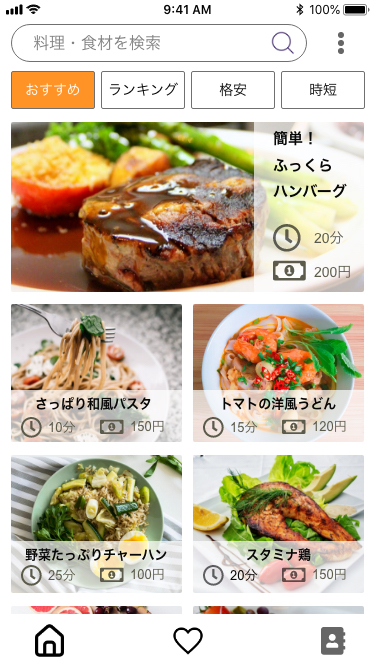 9:41 AM
100%
料理・食材を検索
おすすめ
ランキング
格安
時短
簡単！
ふっくら
ハンバーグ
20分
200円
さっぱり和風パスタ
10分
150円
トマトの洋風うどん
15分
120円
野菜たっぷりチャーハン
25分
100円
スタミナ鶏
20分
150円